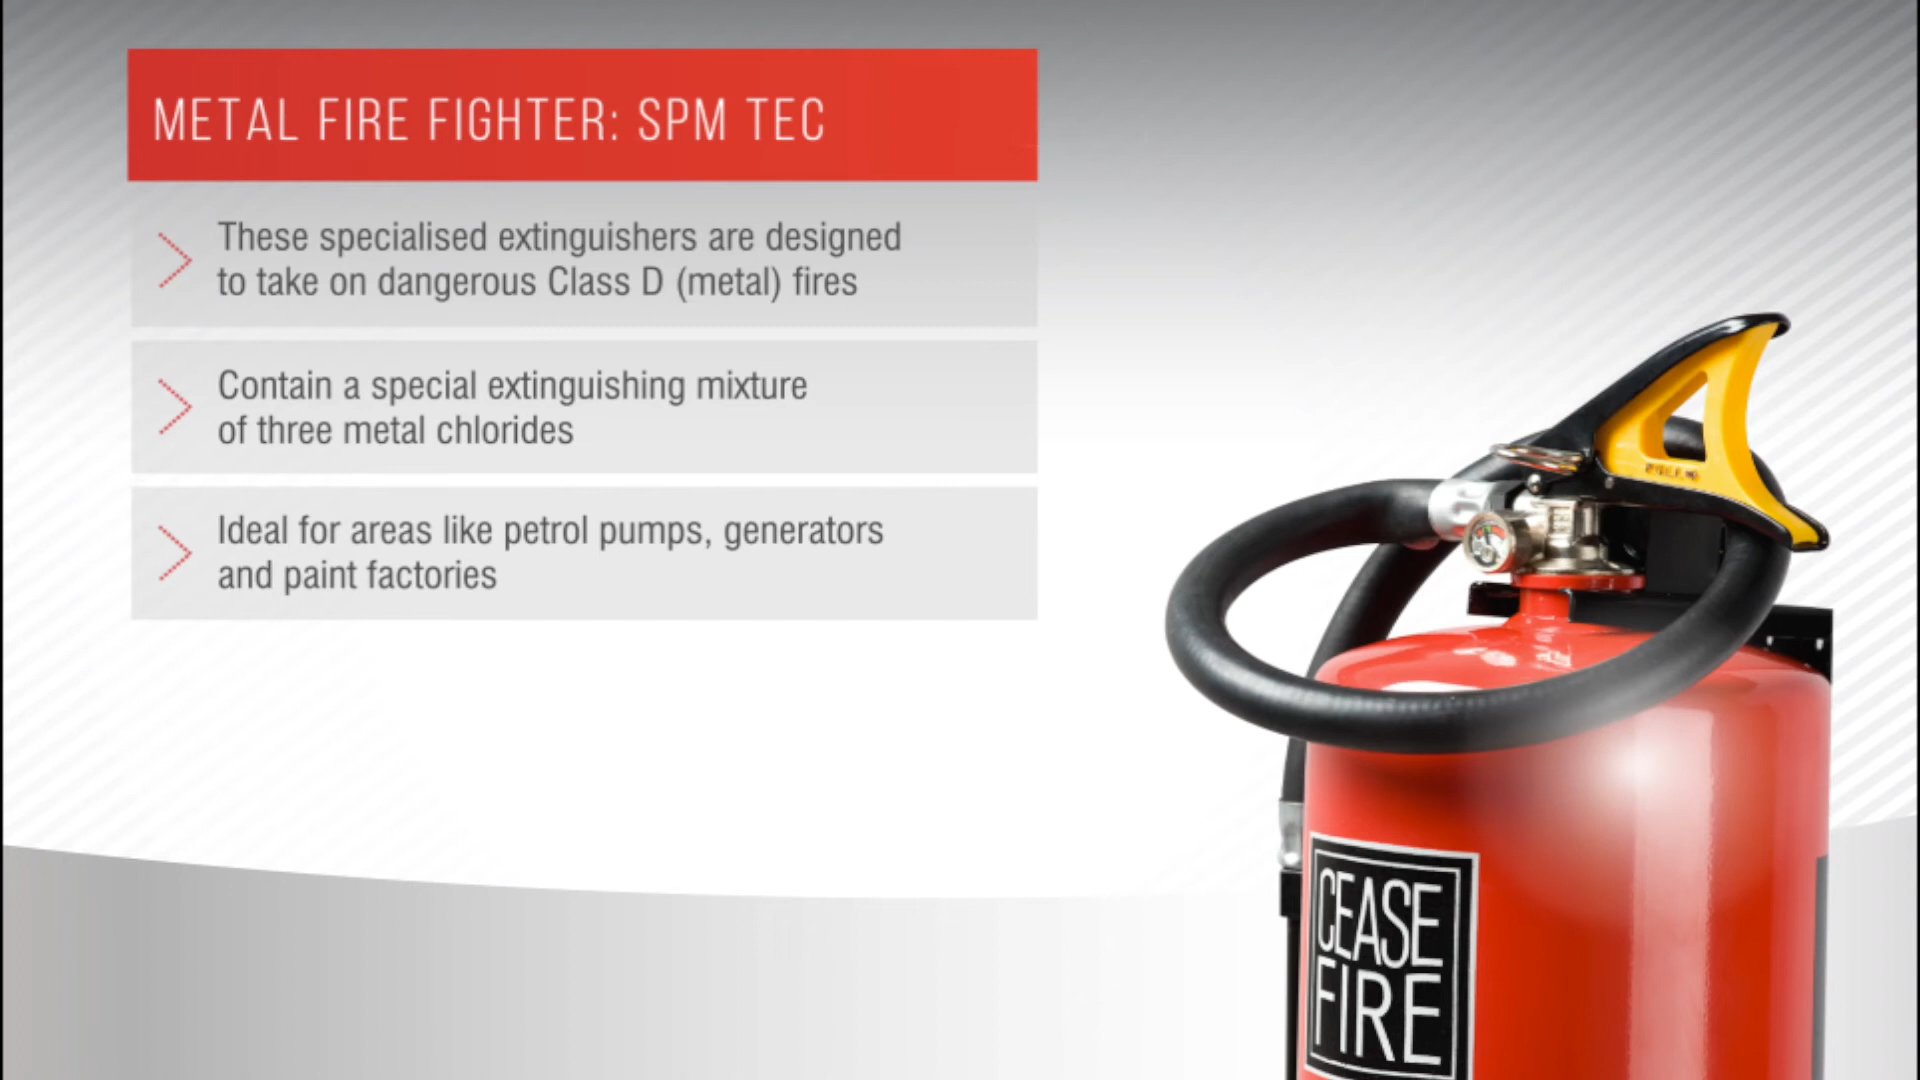 METAL FIRE FIGHTER: SPM TEC
These specialised extinguishers are designed
to take on dangerous Class D (metal) fires
Contain a special extinguishing mixture
of three metal chlorides
Ideal for areas like petrol pumps, generators
and paint factories
CEASE
FIRE